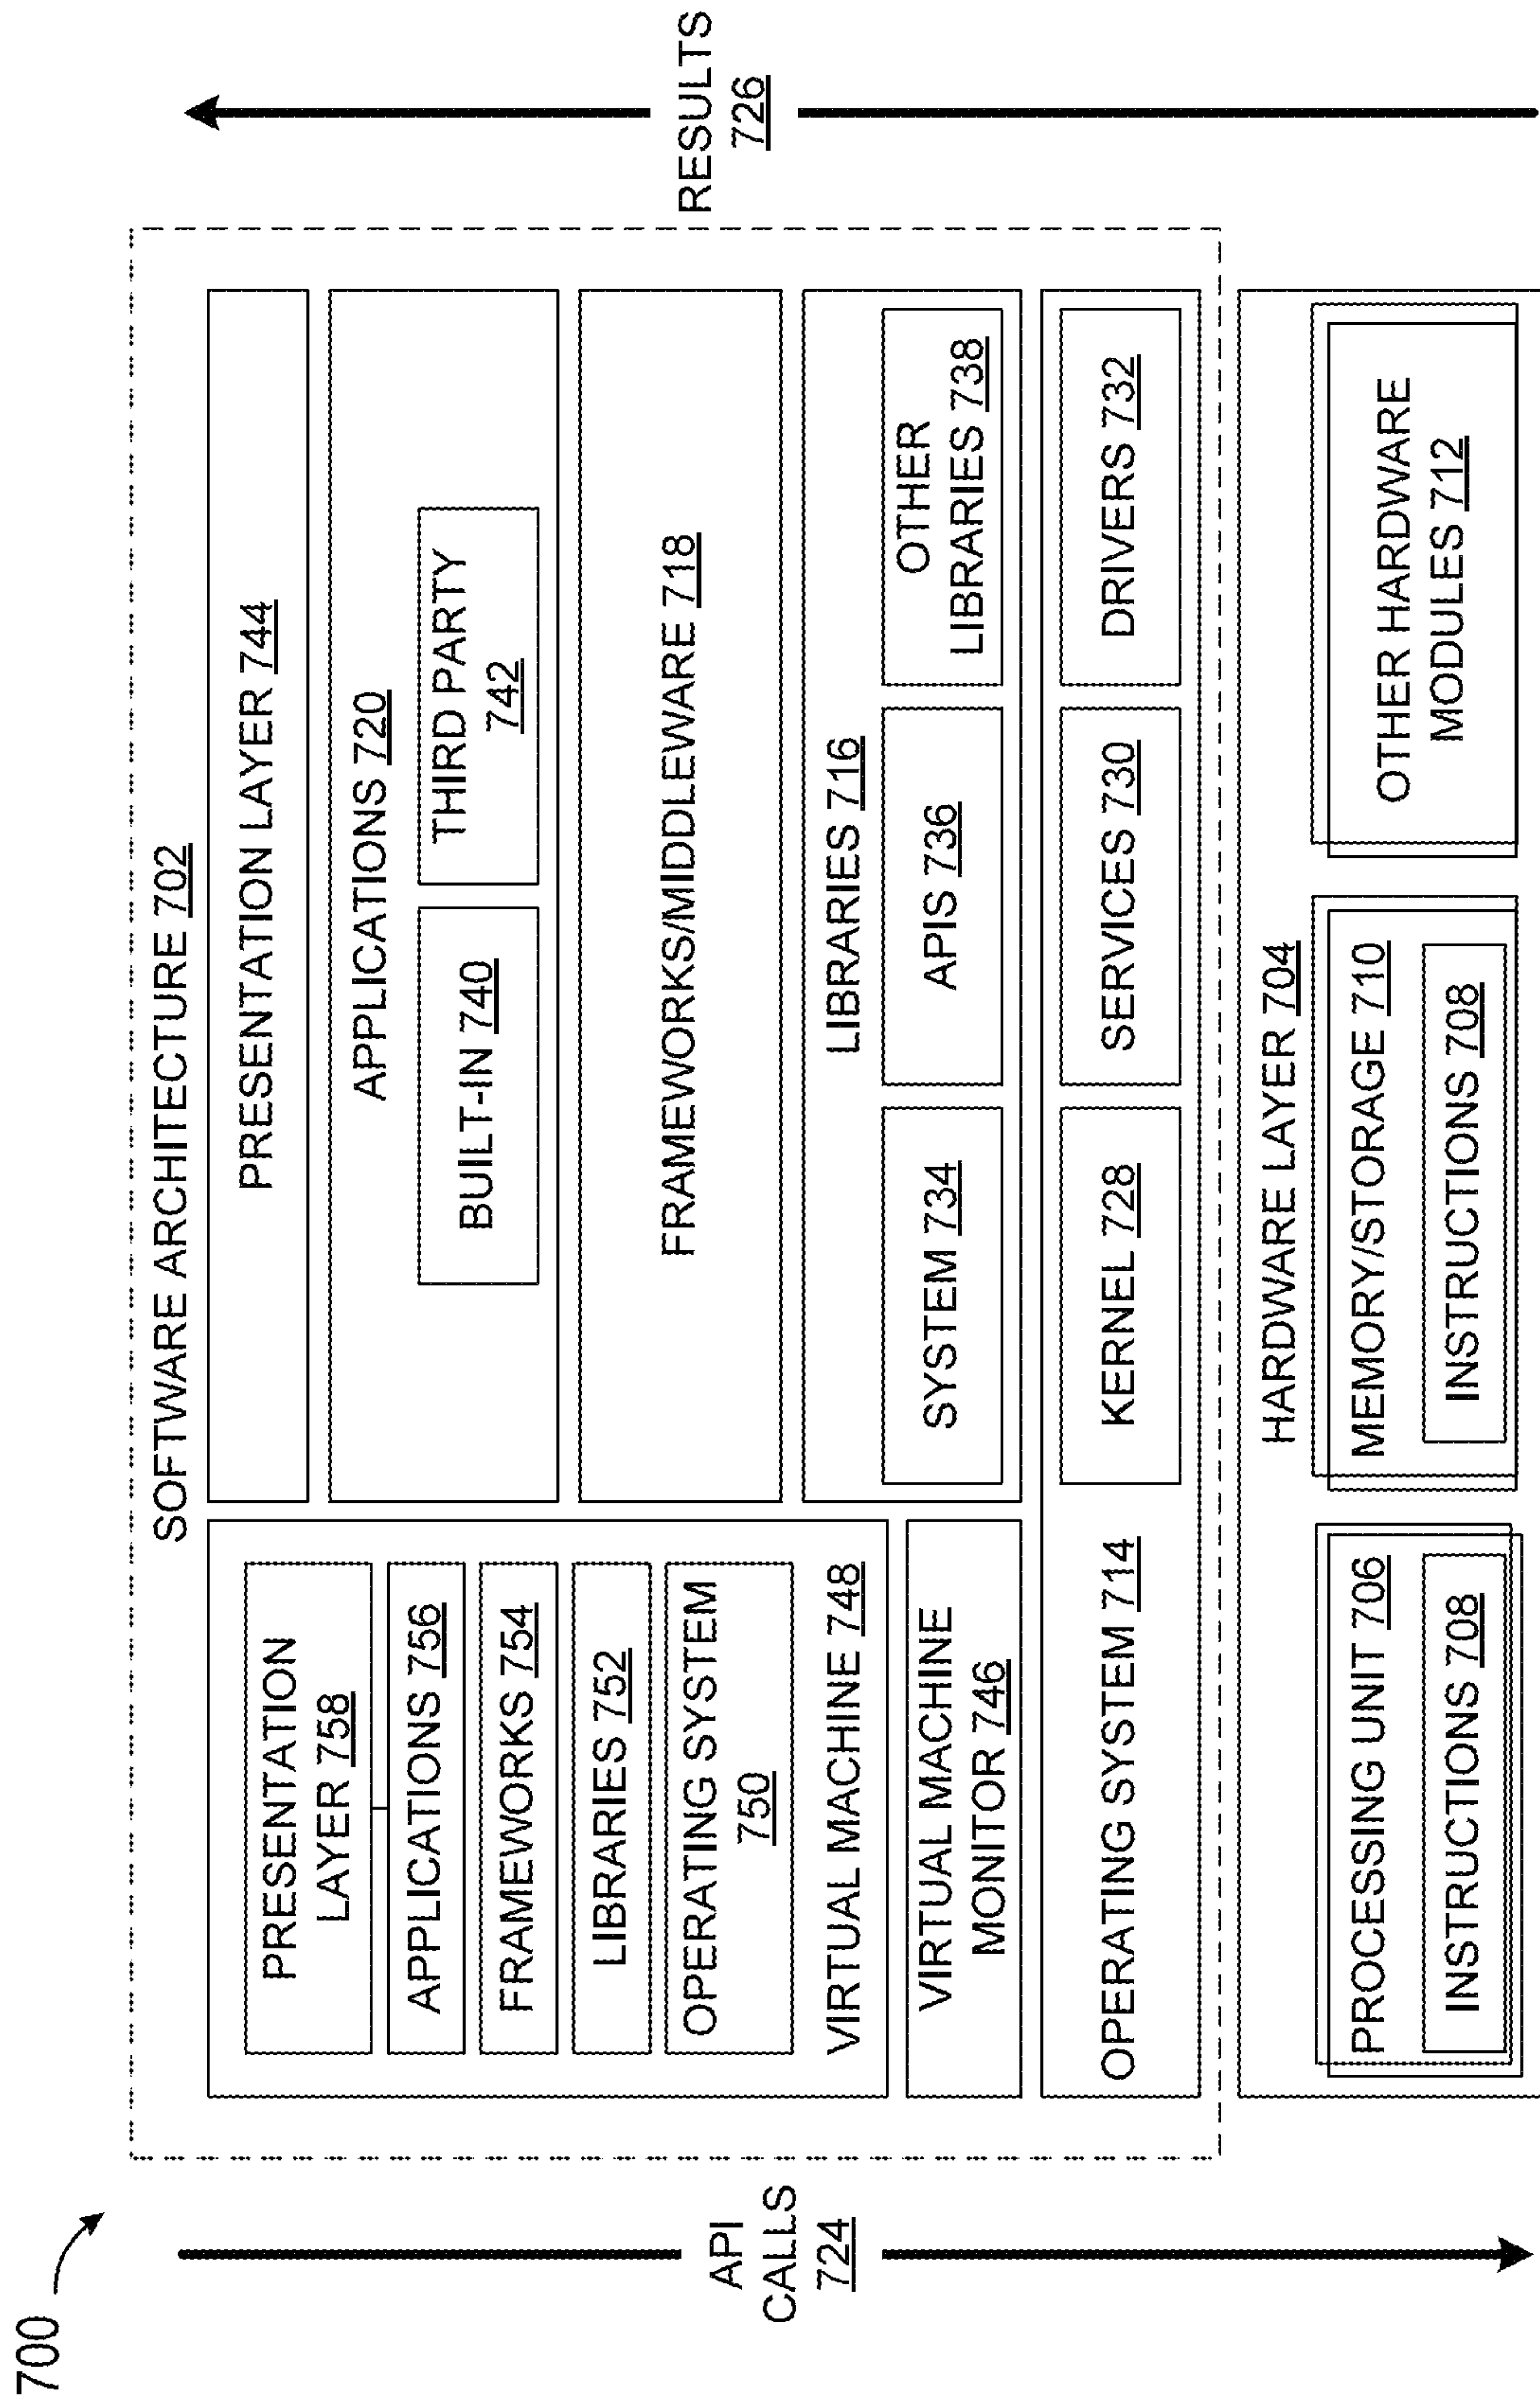 700
SOFTWARE ARCHITECTURE 702
PRESENTATION
LAYER 758
APPLICATIONS 756
FRAMEWORKS 754
LIBRARIES 752
OPERATING SYSTEM
750
VIRTUAL MACHINE 748
VIRTUAL MACHINE
MONITOR 746
PRESENTATION LAYER 744
APPLICATIONS 720
BUILT-IN 740
THIRD PARTY
742
FRAMEWORKS/MIDDLEWARE 718
LIBRARIES 716
SYSTEM 734
APIS 736
OTHER
LIBRARIES 738
OPERATING SYSTEM 714
KERNEL 728
SERVICES 730
DRIVERS 732
HARDWARE LAYER 704
PROCESSING UNIT 706
INSTRUCTIONS 708
MEMORY/STORAGE 710
INSTRUCTIONS 708
OTHER HARDWARE
MODULES 712
API
CALLS
724
RESULTS
726